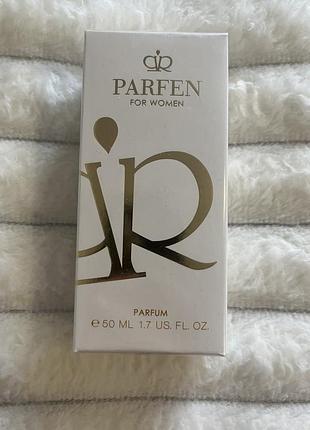 PARFEN
FOR WOMEN
PARFUM
℮ 50 ML 1.7 US. FL. OZ.